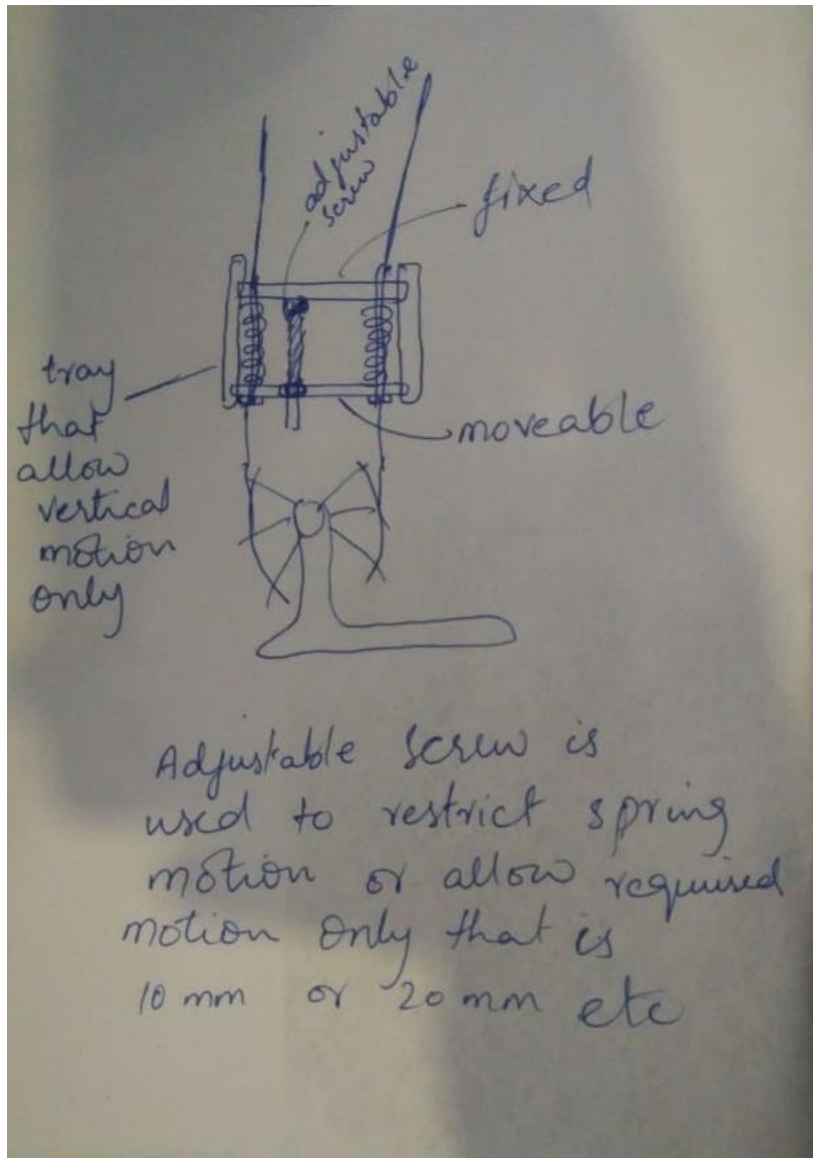 adjustable
screw
fixed
tray
that
allow
vertical
motion
only
moveable
Adjustable screw is
used to restrict spring
motion or allow required
motion only that is
10 mm or 20 mm etc